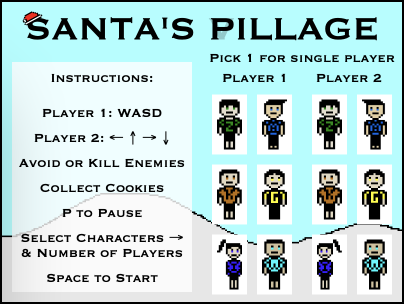 SANTA'S PILLAGE
PICK 1 FOR SINGLE PLAYER
PLAYER 1 PLAYER 2
INSTRUCTIONS:
PLAYER 1: WASD
PLAYER 2: ← ↑ → ↓
AVOID OR KILL ENEMIES
COLLECT COOKIES
P TO PAUSE
SELECT CHARACTERS →
& NUMBER OF PLAYERS
SPACE TO START